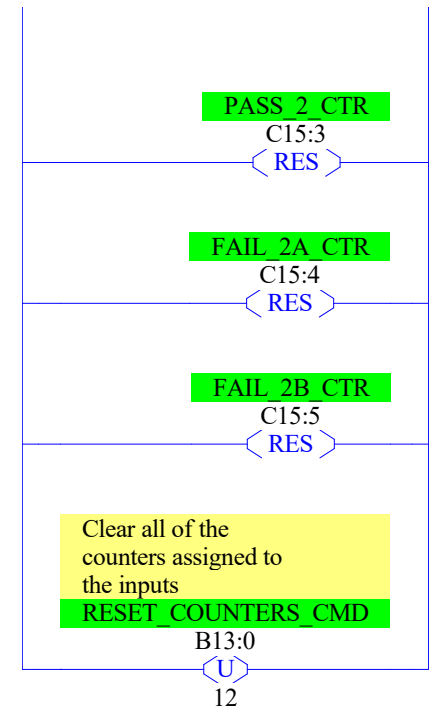 PASS_2_CTR
C15:3
RES
FAIL_2A_CTR
C15:4
RES
FAIL_2B_CTR
C15:5
RES
Clear all of the
counters assigned to
the inputs
RESET_COUNTERS_CMD
B13:0
U
12